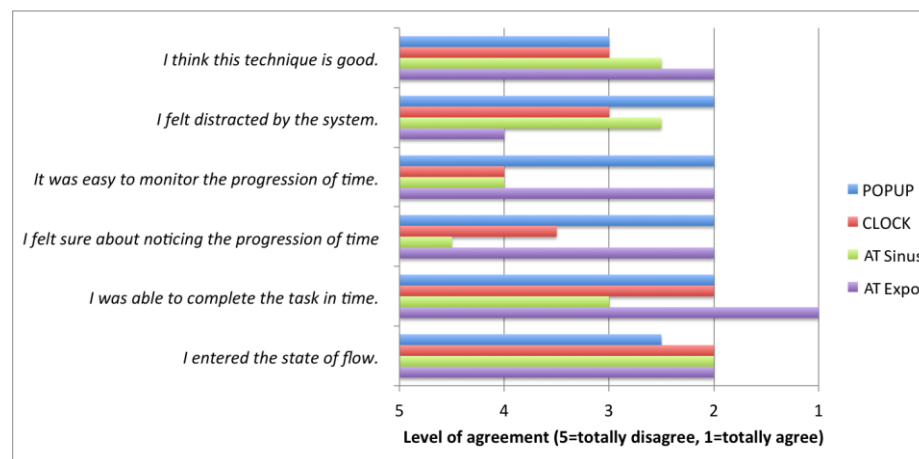 I think this technique is good.
I felt distracted by the system.
It was easy to monitor the progression of time.
I felt sure about noticing the progression of time
I was able to complete the task in time.
I entered the state of flow.
POPUP
CLOCK
AT Sinus
AT Expo
5 4 3 2 1
Level of agreement (5=totally disagree, 1=totally agree)